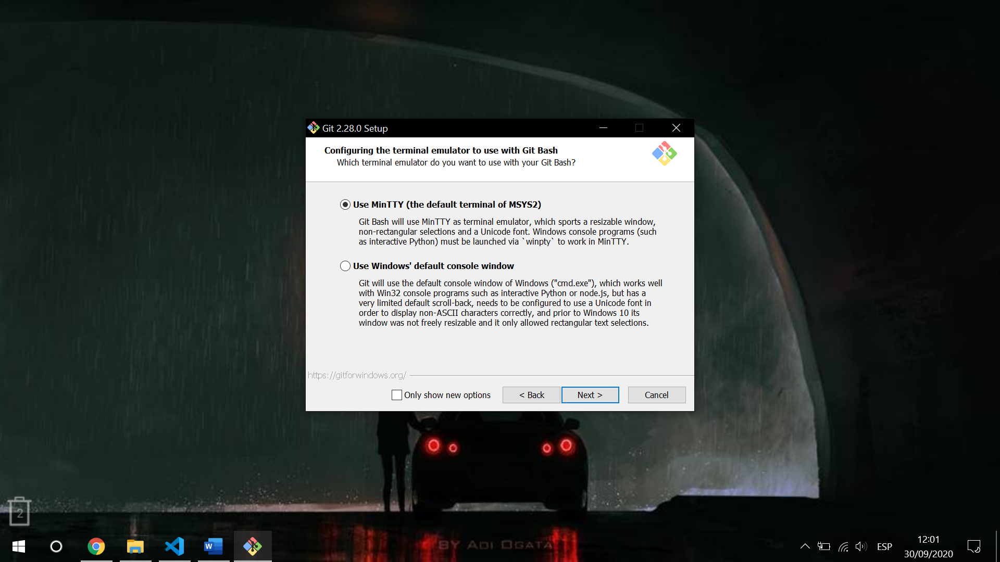 Git 2.28.0 Setup
Configuring the terminal emulator to use with Git Bash
Which terminal emulator do you want to use with your Git Bash?
Use MinTTY (the default terminal of MSYS2)
Git Bash will use MinTTY as terminal emulator, which sports a resizable window,
non-rectangular selections and a Unicode font. Windows console programs (such
as interactive Python) must be launched via `winpty` to work in MinTTY.
Use Windows' default console window
Git will use the default console window of Windows ("cmd.exe"), which works well
with Win32 console programs such as interactive Python or node.js, but has a
very limited default scroll-back, needs to be configured to use a Unicode font in
order to display non-ASCII characters correctly, and prior to Windows 10 its
window was not freely resizable and it only allowed rectangular text selections.
https://gitforwindows.org/
Only show new options
< Back
Next >
Cancel
2
W
BY ADI OGATA
ESP
12:01
30/09/2020